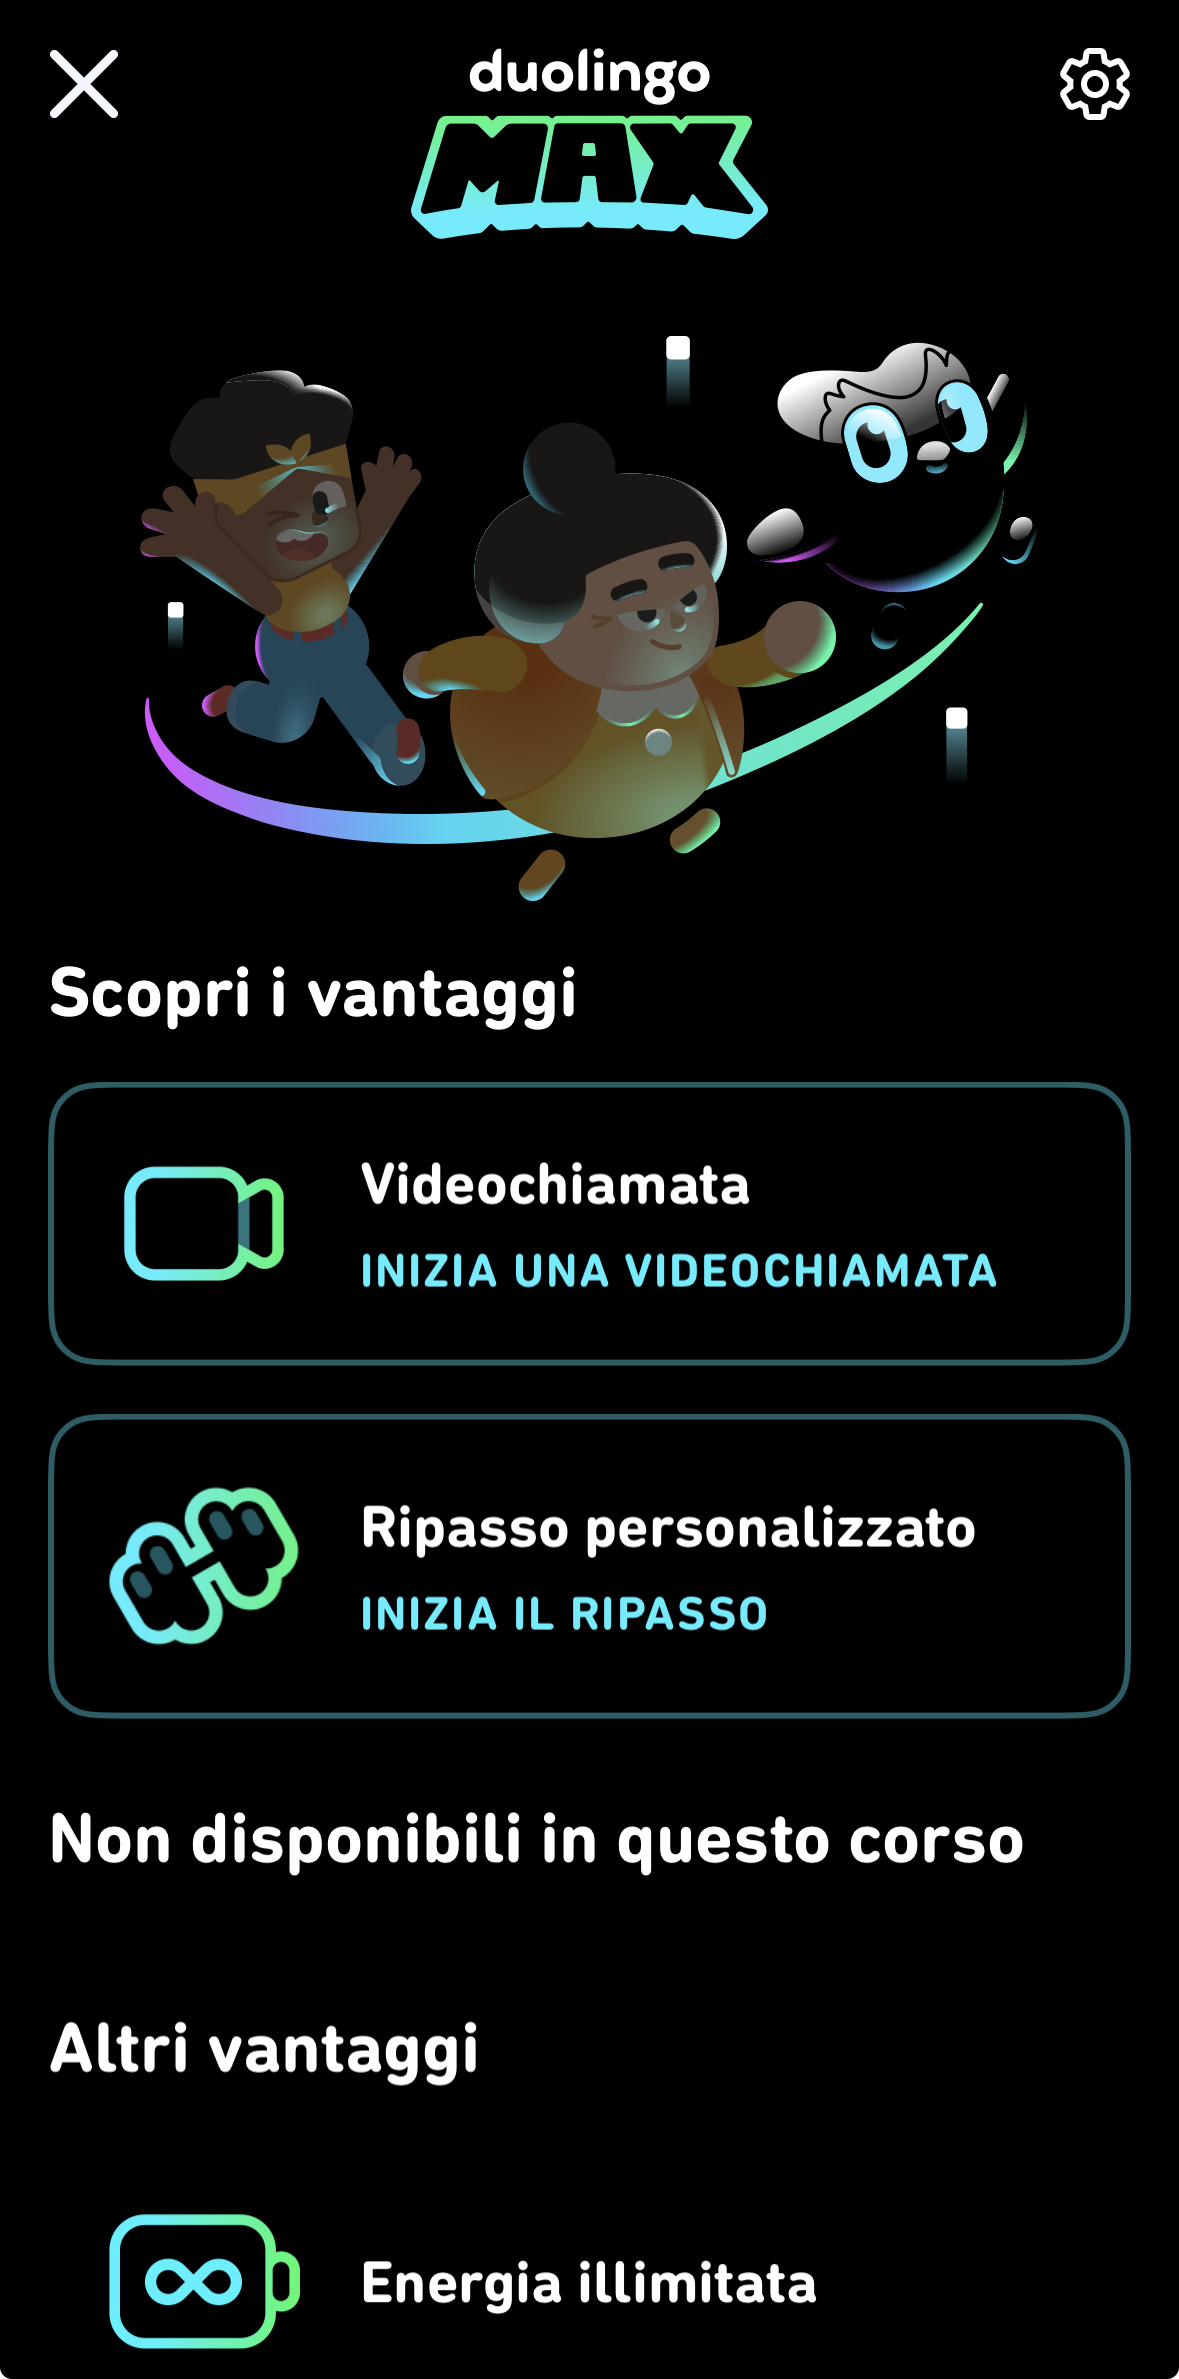 duolingo
MAX
Scopri i vantaggi
Videochiamata
INIZIA UNA VIDEOCHIAMATA
Ripasso personalizzato
INIZIA IL RIPASSO
Non disponibili in questo corso
Altri vantaggi
Energia illimitata